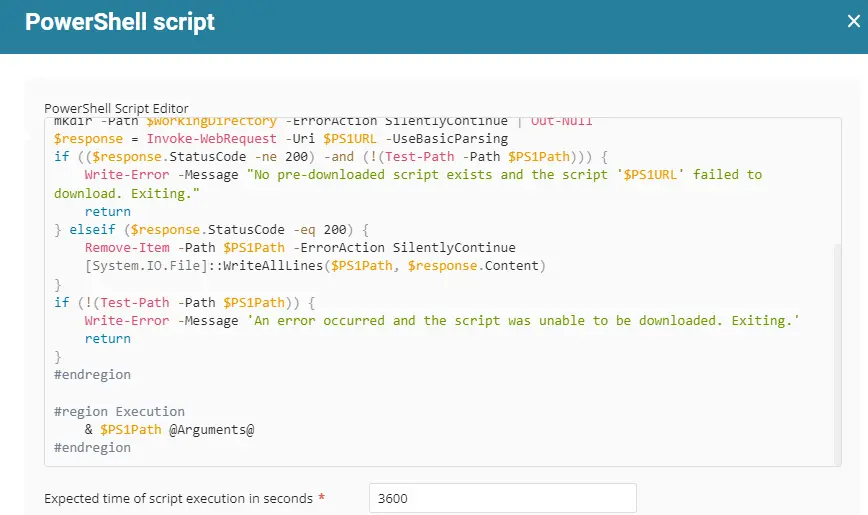 PowerShell script
×
PowerShell Script Editor
mkdir -Path $WorkingDirectory -ErrorAction SilentlyContinue | Out-Null
$response = Invoke-WebRequest -Uri $PS1URL -UseBasicParsing
if (($response.StatusCode -ne 200) -and (!(Test-Path -Path $PS1Path))) {
    Write-Error -Message "No pre-downloaded script exists and the script '$PS1URL' failed to
download. Exiting."
    return
} elseif ($response.StatusCode -eq 200) {
    Remove-Item -Path $PS1Path -ErrorAction SilentlyContinue
    [System.IO.File]::WriteAllLines($PS1Path, $response.Content)
}
if (!(Test-Path -Path $PS1Path)) {
    Write-Error -Message 'An error occurred and the script was unable to be downloaded. Exiting.'
    return
}
#endregion

#region Execution
    & $PS1Path @Arguments@
#endregion
Expected time of script execution in seconds * 3600